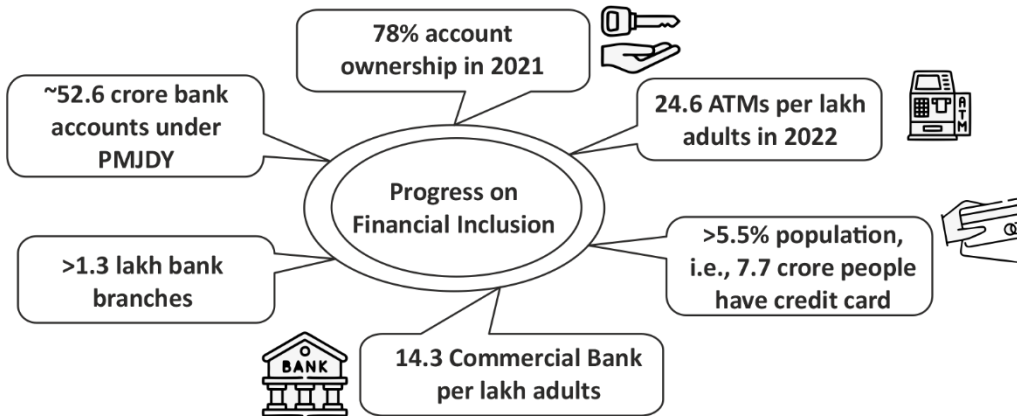 78% account
ownership in 2021
~52.6 crore bank
accounts under
PMJDY
24.6 ATMs per lakh
adults in 2022
ATM
Progress on
Financial Inclusion
>5.5% population,
i.e., 7.7 crore people
have credit card
>1.3 lakh bank
branches
14.3 Commercial Bank
per lakh adults
BANK